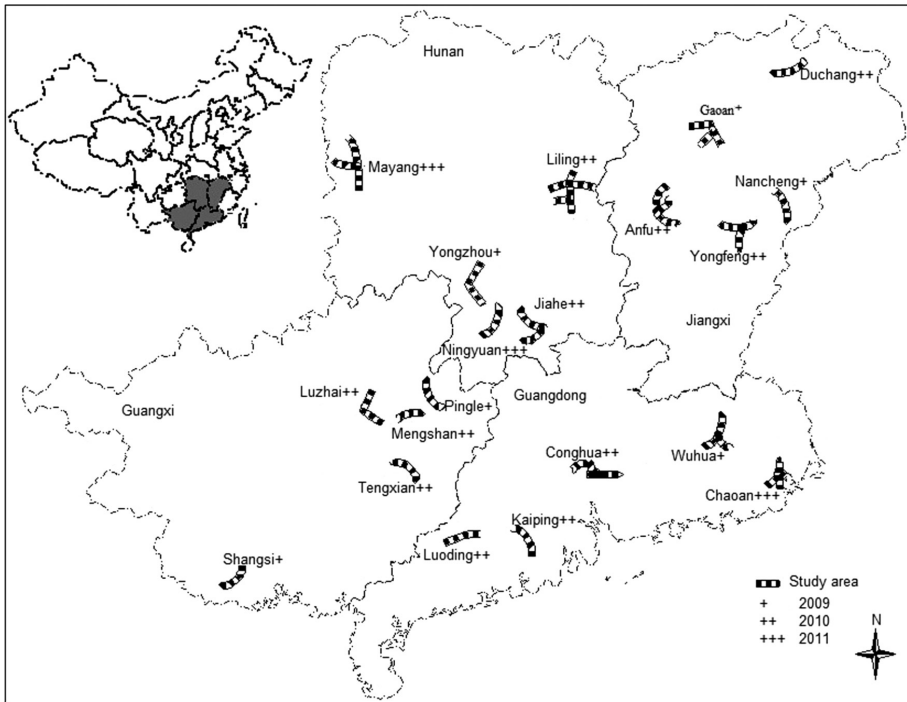 Hunan
Duchang++
Gaoan+
Mayang+++
Liling++
Nancheng+
Anfu++
Yongfeng++
Yongzhou+
Jiahe++
Jiangxi
Ningyuan+++
Luzhai++
Guangdong
Guangxi
Pingle+
Mengshan++
Conghua++
Wuhua+
Tengxian++
Chaoan+++
Kaiping++
Luoding++
Shangsi+
Study area
+ 2009
++ 2010
+++ 2011
N